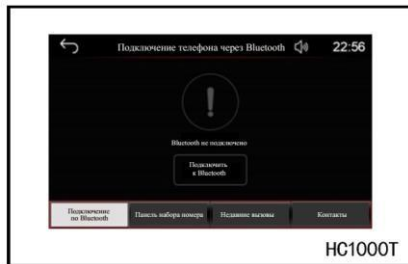 Подключение телефона через Bluetooth 22:56
Bluetooth не подключено
Подключить
к Bluetooth
Подключение
по Bluetooth
Панель набора номера
Недавние вызовы
Контакты
HC1000T